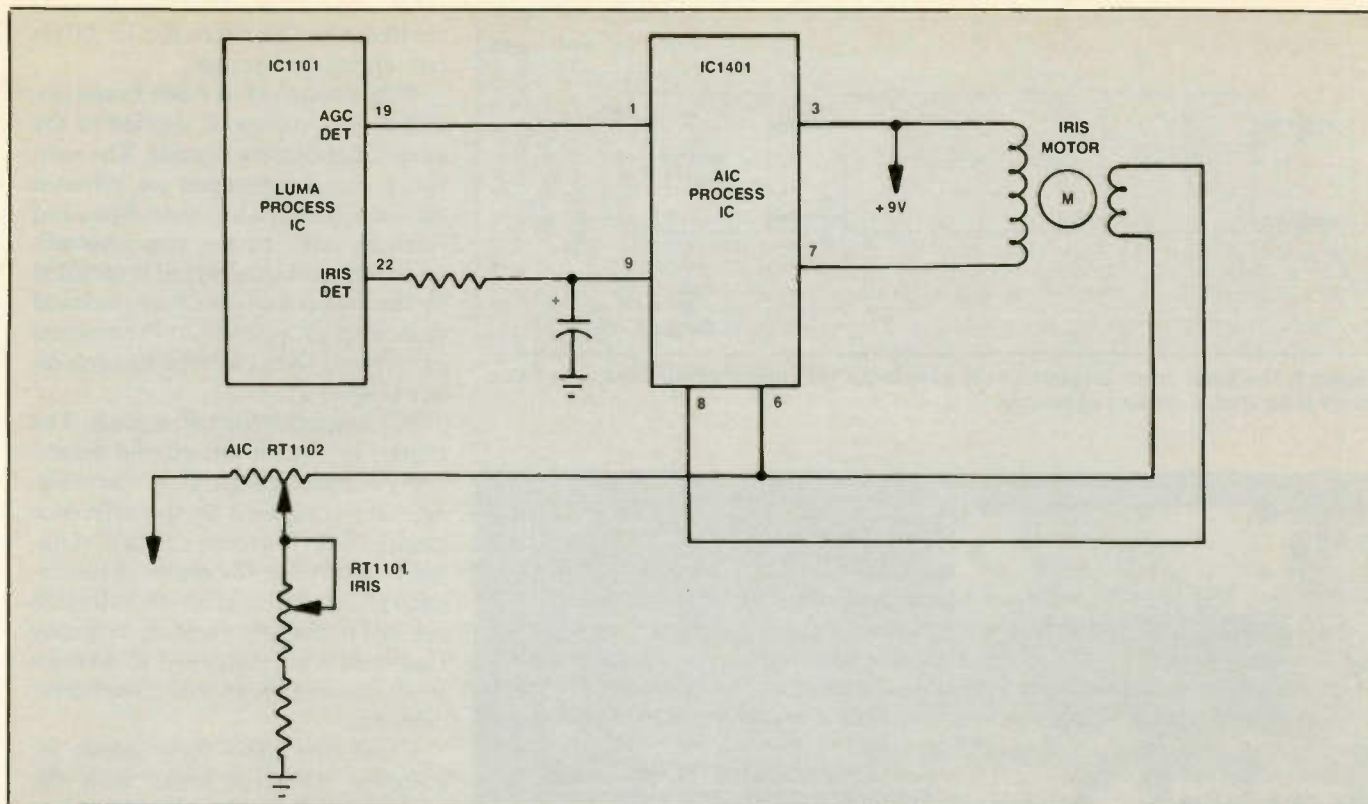 IC1101
IC1401
AGC
DET
19
1
3
IRIS
MOTOR
LUMA
PROCESS
IC
AIC
PROCESS
IC
+9V
M
IRIS
DET
22
+
9
7
8
6
AIC RT1102
RT1101
IRIS